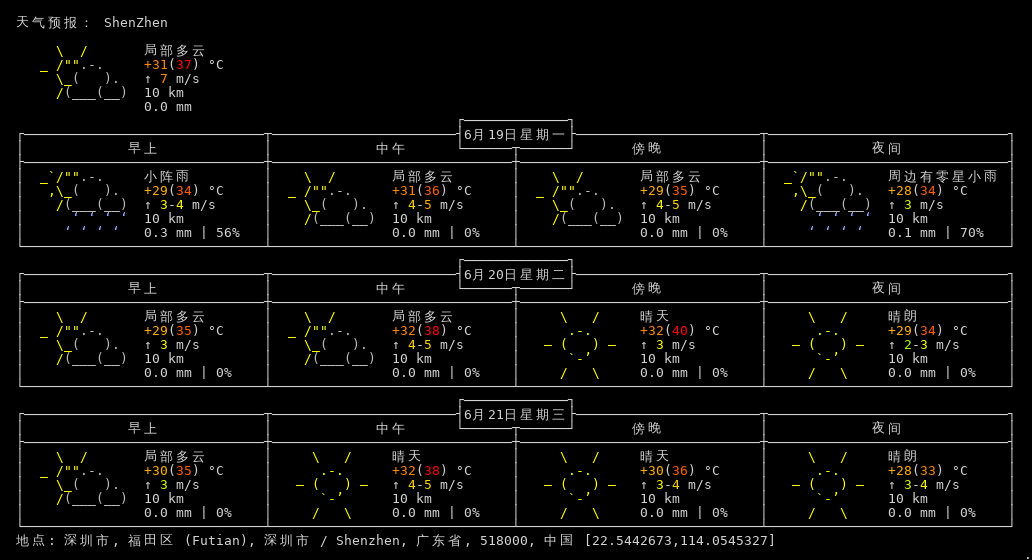 天气预报： ShenZhen
局部多云
+31(37) °C
↑ 7 m/s
10 km
0.0 mm
6月19日星期一
早上 中午 傍晚 夜间
小阵雨 局部多云 局部多云 周边有零星小雨
+29(34) °C +31(36) °C +29(35) °C +28(34) °C
↑ 3-4 m/s ↑ 4-5 m/s ↑ 4-5 m/s ↑ 3 m/s
10 km 10 km 10 km 10 km
0.3 mm | 56% 0.0 mm | 0% 0.0 mm | 0% 0.1 mm | 70%
6月20日星期二
早上 中午 傍晚 夜间
局部多云 局部多云 晴天 晴朗
+29(35) °C +32(38) °C +32(40) °C +29(34) °C
↑ 3 m/s ↑ 4-5 m/s ↑ 3 m/s ↑ 2-3 m/s
10 km 10 km 10 km 10 km
0.0 mm | 0% 0.0 mm | 0% 0.0 mm | 0% 0.0 mm | 0%
6月21日星期三
早上 中午 傍晚 夜间
局部多云 晴天 晴天 晴朗
+30(35) °C +32(38) °C +30(36) °C +28(33) °C
↑ 3 m/s ↑ 4-5 m/s ↑ 3-4 m/s ↑ 3-4 m/s
10 km 10 km 10 km 10 km
0.0 mm | 0% 0.0 mm | 0% 0.0 mm | 0% 0.0 mm | 0%
地点: 深圳市, 福田区 (Futian), 深圳市 / Shenzhen, 广东省, 518000, 中国 [22.5442673,114.0545327]